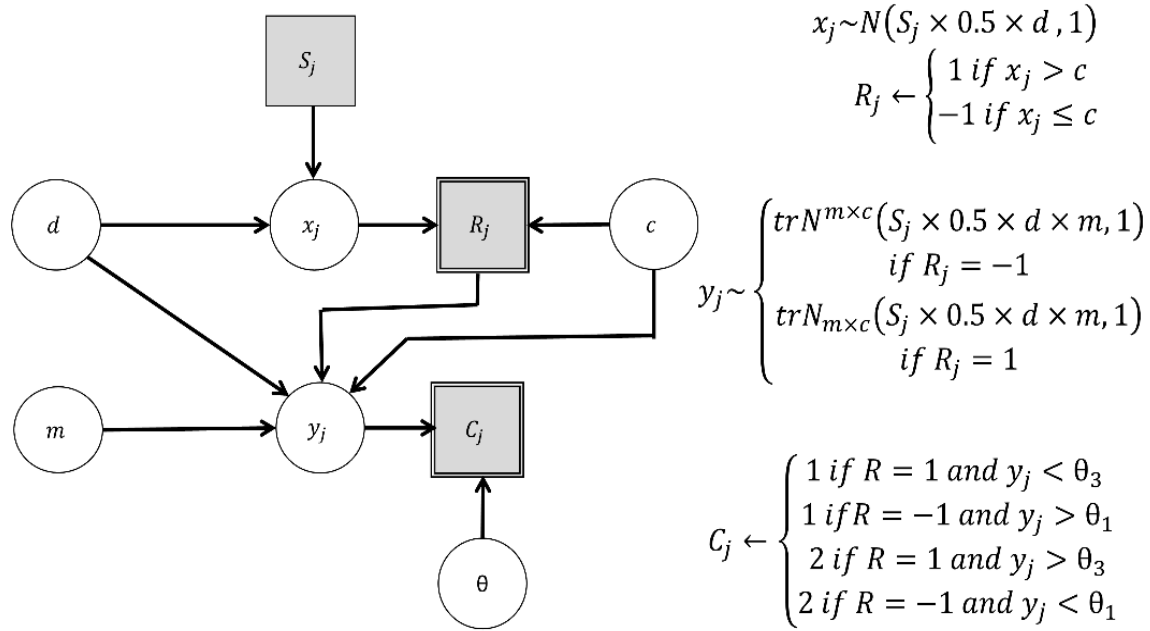 S_j
d
x_j
R_j
c
m
y_j
C_j
θ
x_j~N(S_j × 0.5 × d , 1)
R_j ← { 1 if x_j > c
−1 if x_j ≤ c
y_j~ { trN^{m×c}(S_j × 0.5 × d × m, 1)
if R_j = −1
trN_{m×c}(S_j × 0.5 × d × m, 1)
if R_j = 1
C_j ← { 1 if R = 1 and y_j < θ_3
1 if R = −1 and y_j > θ_1
2 if R = 1 and y_j > θ_3
2 if R = −1 and y_j < θ_1